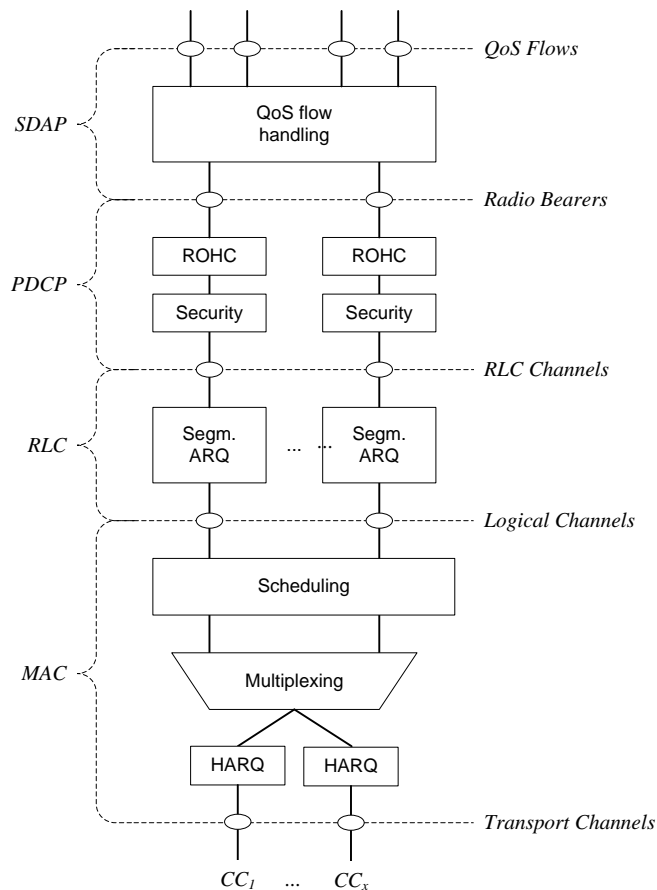 QoS Flows
QoS flow
handling
SDAP
Radio Bearers
ROHC
ROHC
PDCP
Security
Security
RLC Channels
Segm.
ARQ
... ...
Segm.
ARQ
RLC
Logical Channels
Scheduling
MAC
Multiplexing
HARQ
HARQ
Transport Channels
CC1 ... CCx